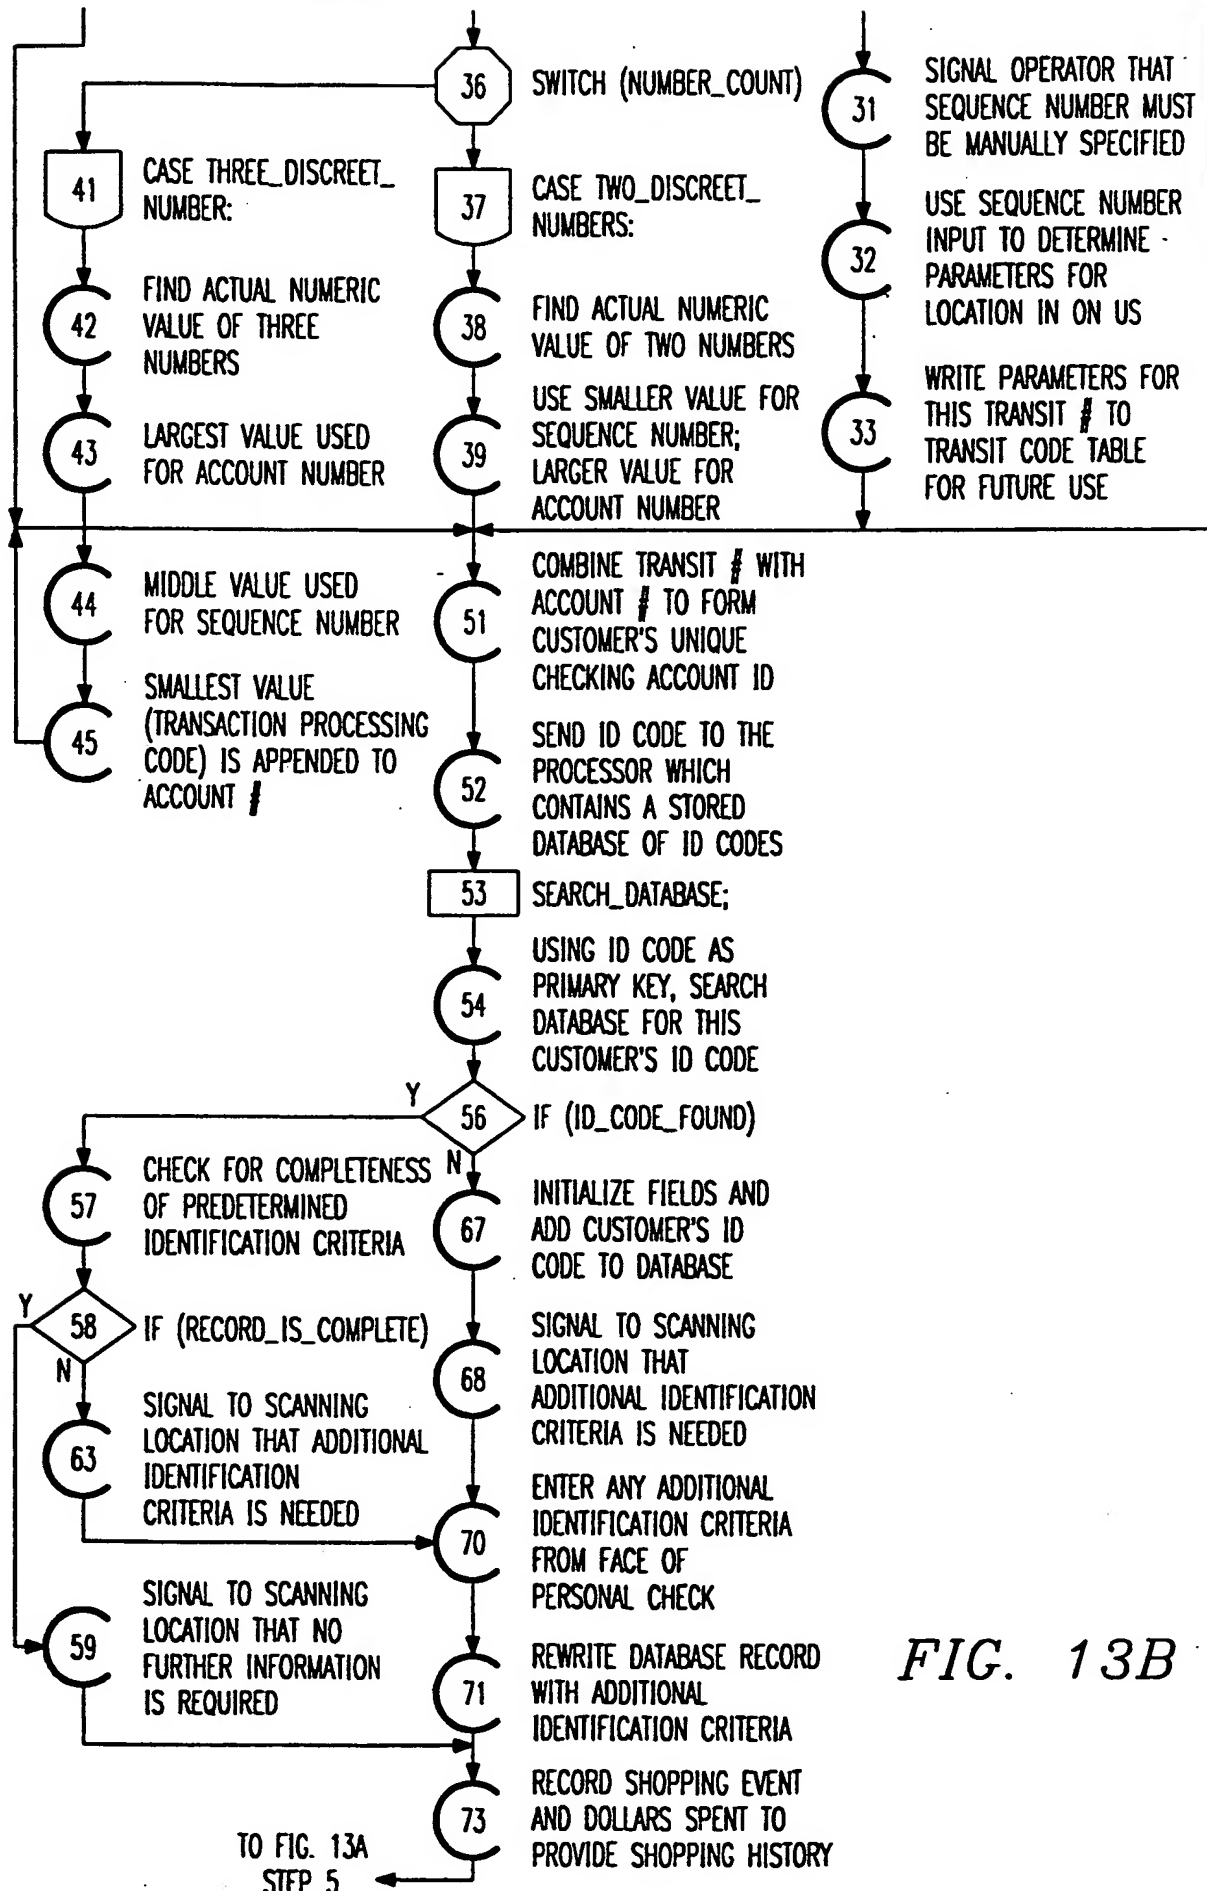 36
SWITCH (NUMBER_COUNT)
41
CASE THREE_DISCREET_
NUMBER:
42
FIND ACTUAL NUMERIC
VALUE OF THREE
NUMBERS
43
LARGEST VALUE USED
FOR ACCOUNT NUMBER
44
MIDDLE VALUE USED
FOR SEQUENCE NUMBER
45
SMALLEST VALUE
(TRANSACTION PROCESSING
CODE) IS APPENDED TO
ACCOUNT #
37
CASE TWO_DISCREET_
NUMBERS:
38
FIND ACTUAL NUMERIC
VALUE OF TWO NUMBERS
39
USE SMALLER VALUE FOR
SEQUENCE NUMBER;
LARGER VALUE FOR
ACCOUNT NUMBER
31
SIGNAL OPERATOR THAT
SEQUENCE NUMBER MUST
BE MANUALLY SPECIFIED
32
USE SEQUENCE NUMBER
INPUT TO DETERMINE
PARAMETERS FOR
LOCATION IN ON US
33
WRITE PARAMETERS FOR
THIS TRANSIT # TO
TRANSIT CODE TABLE
FOR FUTURE USE
51
COMBINE TRANSIT # WITH
ACCOUNT # TO FORM
CUSTOMER'S UNIQUE
CHECKING ACCOUNT ID
52
SEND ID CODE TO THE
PROCESSOR WHICH
CONTAINS A STORED
DATABASE OF ID CODES
53
SEARCH_DATABASE;
54
USING ID CODE AS
PRIMARY KEY, SEARCH
DATABASE FOR THIS
CUSTOMER'S ID CODE
Y
56
IF (ID_CODE_FOUND)
N
57
CHECK FOR COMPLETENESS
OF PREDETERMINED
IDENTIFICATION CRITERIA
Y
58
IF (RECORD_IS_COMPLETE)
N
63
SIGNAL TO SCANNING
LOCATION THAT ADDITIONAL
IDENTIFICATION
CRITERIA IS NEEDED
59
SIGNAL TO SCANNING
LOCATION THAT NO
FURTHER INFORMATION
IS REQUIRED
67
INITIALIZE FIELDS AND
ADD CUSTOMER'S ID
CODE TO DATABASE
68
SIGNAL TO SCANNING
LOCATION THAT
ADDITIONAL IDENTIFICATION
CRITERIA IS NEEDED
70
ENTER ANY ADDITIONAL
IDENTIFICATION CRITERIA
FROM FACE OF
PERSONAL CHECK
71
REWRITE DATABASE RECORD
WITH ADDITIONAL
IDENTIFICATION CRITERIA
73
RECORD SHOPPING EVENT
AND DOLLARS SPENT TO
PROVIDE SHOPPING HISTORY
TO FIG. 13A
STEP 5
FIG. 13B